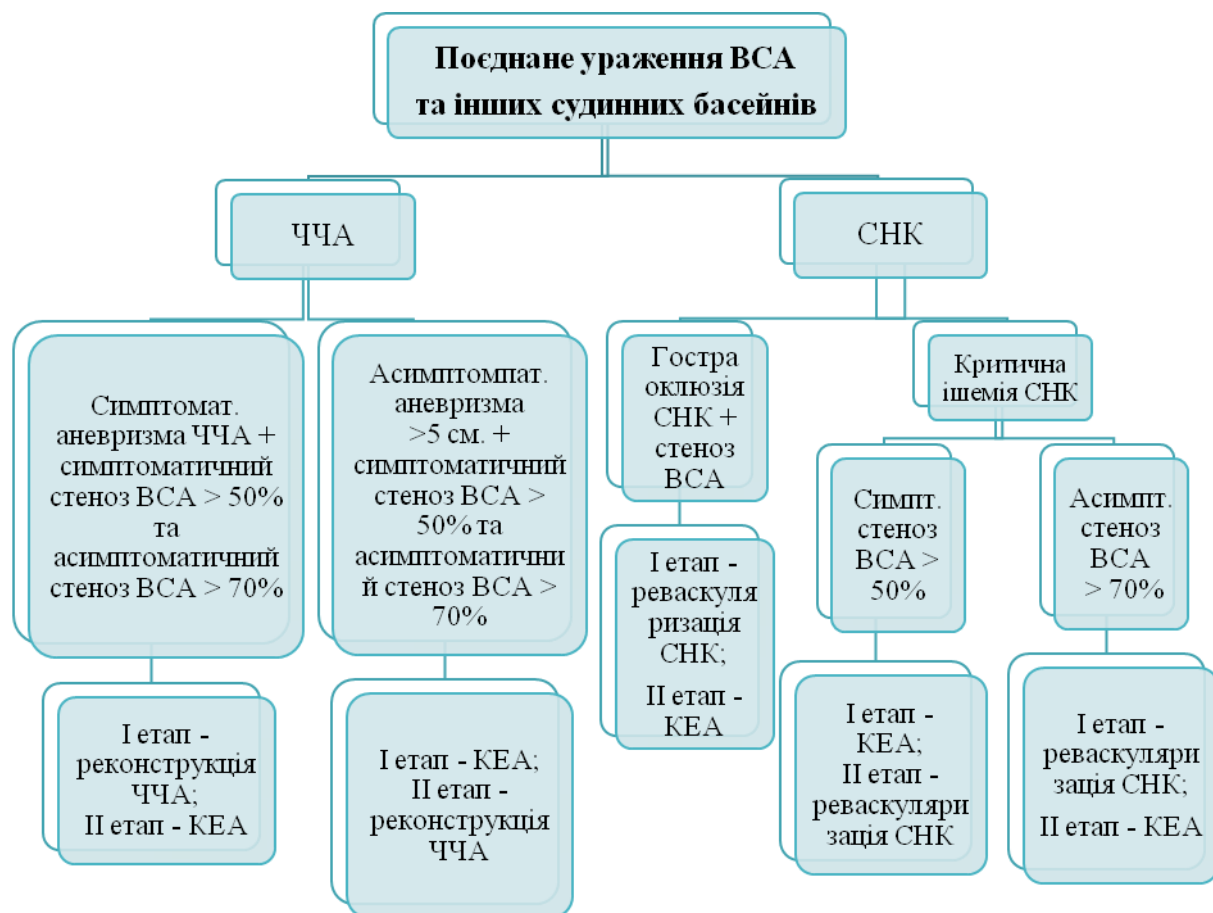 Поєднане ураження ВСА
та інших судинних басейнів
ЧЧА
СНК
Симптомат.
аневризма ЧЧА +
симптоматичний
стеноз ВСА > 50%
та
асимптоматичний
стеноз ВСА > 70%
Асимптомпат.
аневризма
>5 см. +
симптоматичний
стеноз ВСА >
50% та
асимптоматични
й стеноз ВСА >
70%
Гостра
оклюзія
СНК +
стеноз
ВСА
Критична
ішемія СНК
Симпт.
стеноз
ВСА >
50%
Асимпт.
стеноз
ВСА
> 70%
I етап -
реконструкція
ЧЧА;
II етап - КЕА
I етап - КЕА;
II етап -
реконструкція
ЧЧА
I етап -
реваскуля
ризація
СНК;
II етап -
КЕА
I етап -
КЕА;
II етап -
реваскуляри
зація СНК
I етап -
реваскуляри
зація СНК;
II етап - КЕА